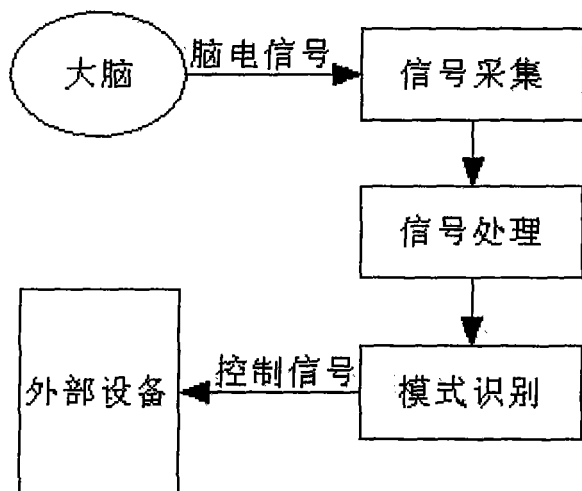 大脑
脑电信号
信号采集
信号处理
模式识别
控制信号
外部设备